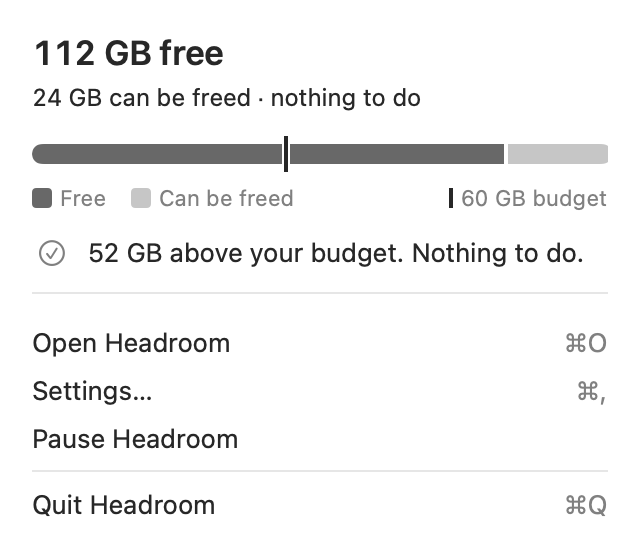 112 GB free
24 GB can be freed · nothing to do
Free Can be freed 60 GB budget
52 GB above your budget. Nothing to do.
Open Headroom ⌘O
Settings... ⌘,
Pause Headroom
Quit Headroom ⌘Q